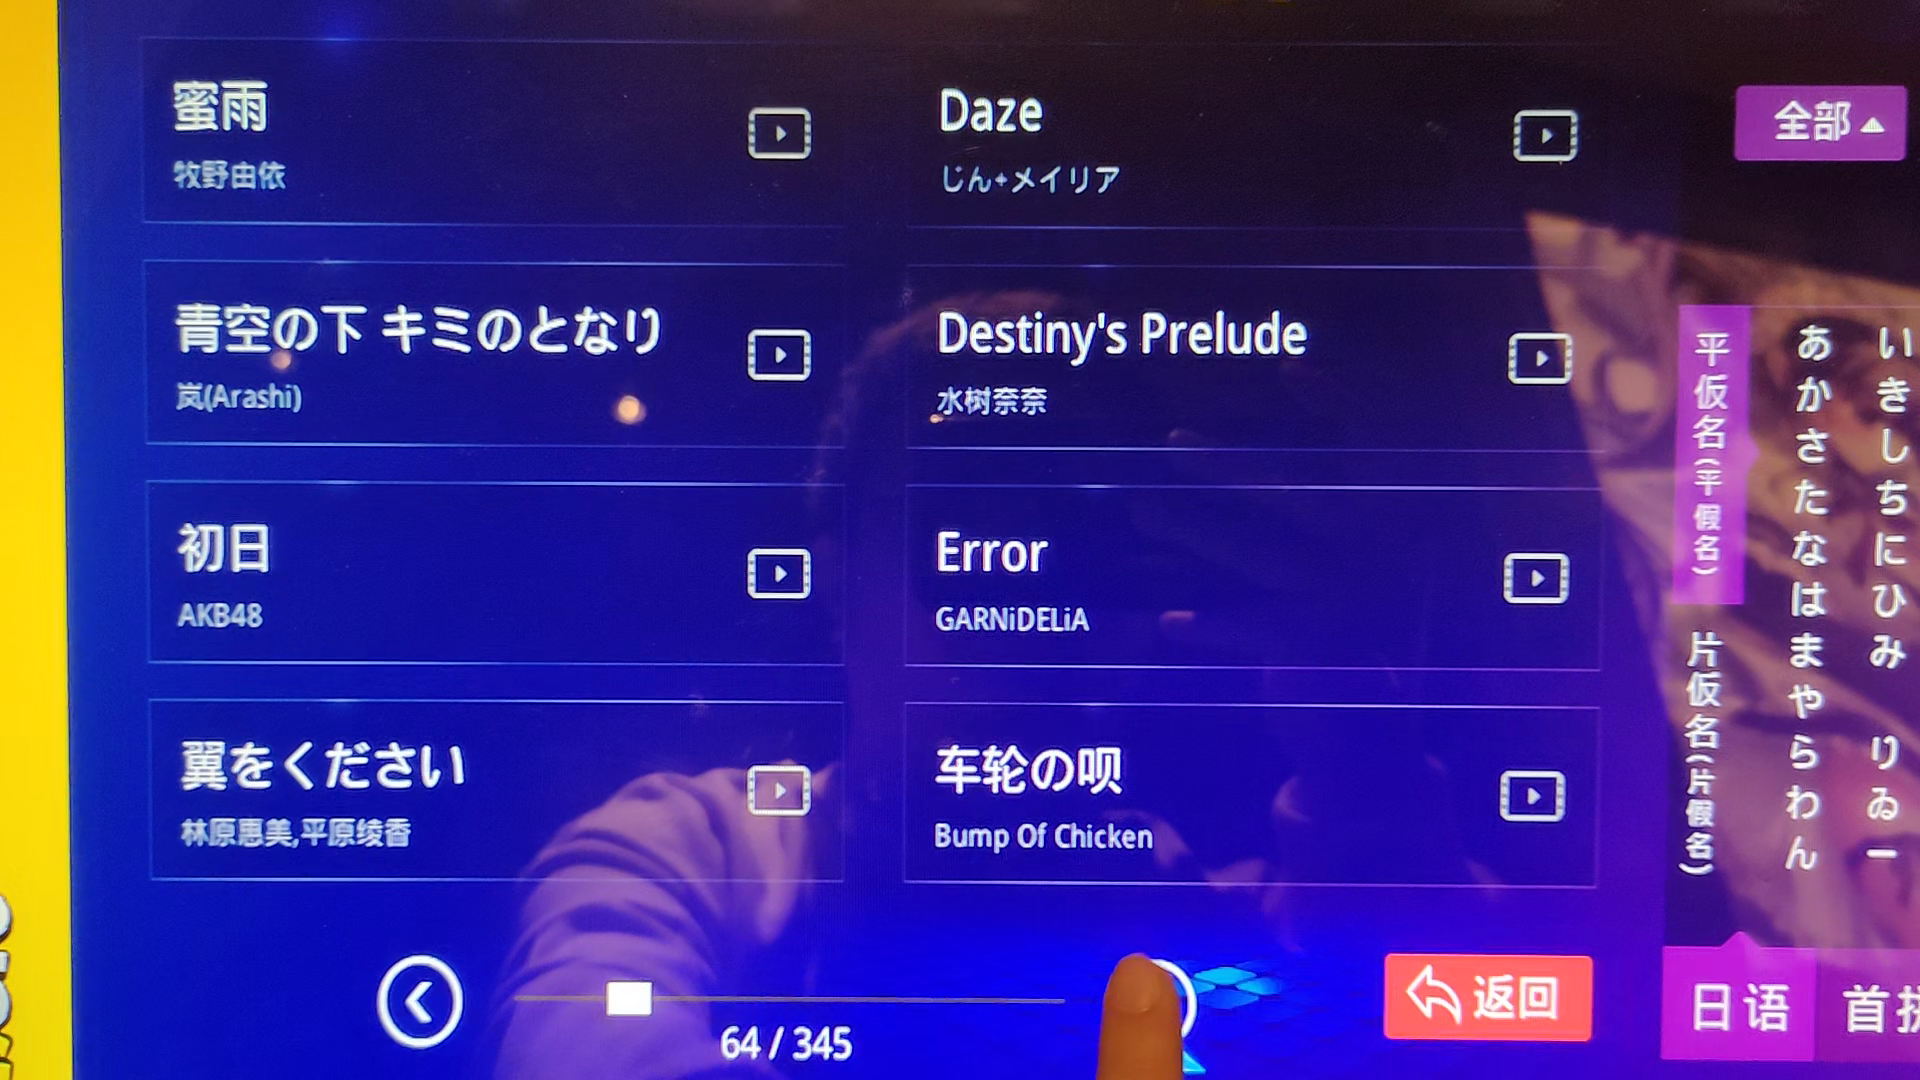 蜜雨
牧野由依
Daze
じん+メイリア
青空の下 キミのとなり
岚(Arashi)
Destiny's Prelude
水树奈奈
初日
AKB48
Error
GARNiDELiA
翼をください
林原惠美,平原绫香
车轮の呗
Bump Of Chicken
64 / 345
返回
全部
平仮名(平假名)
片仮名(片假名)
あかさたなはまやらわん
いきしちにひみ りゐー
日语
首拼